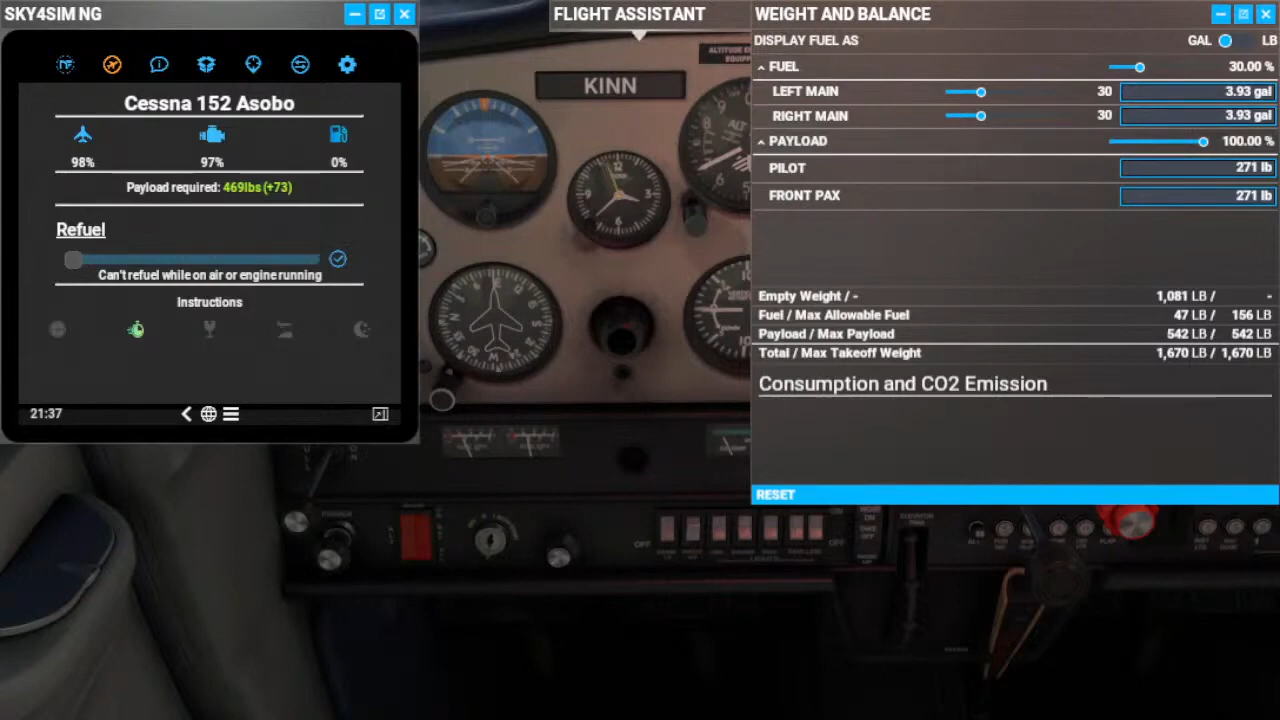 SKY4SIM NG
Cessna 152 Asobo
98%
97%
0%
Payload required: 469lbs (+73)
Refuel
Can't refuel while on air or engine running
Instructions
21:37
FLIGHT ASSISTANT
KINN
ALT
WEIGHT AND BALANCE
DISPLAY FUEL AS
GAL
LB
FUEL
30.00 %
LEFT MAIN
30
3.93 gal
RIGHT MAIN
30
3.93 gal
PAYLOAD
100.00 %
PILOT
271 lb
FRONT PAX
271 lb
Empty Weight / -
1,081 LB / -
Fuel / Max Allowable Fuel
47 LB / 156 LB
Payload / Max Payload
542 LB / 542 LB
Total / Max Takeoff Weight
1,670 LB / 1,670 LB
Consumption and CO2 Emission
RESET
OFF
OFF